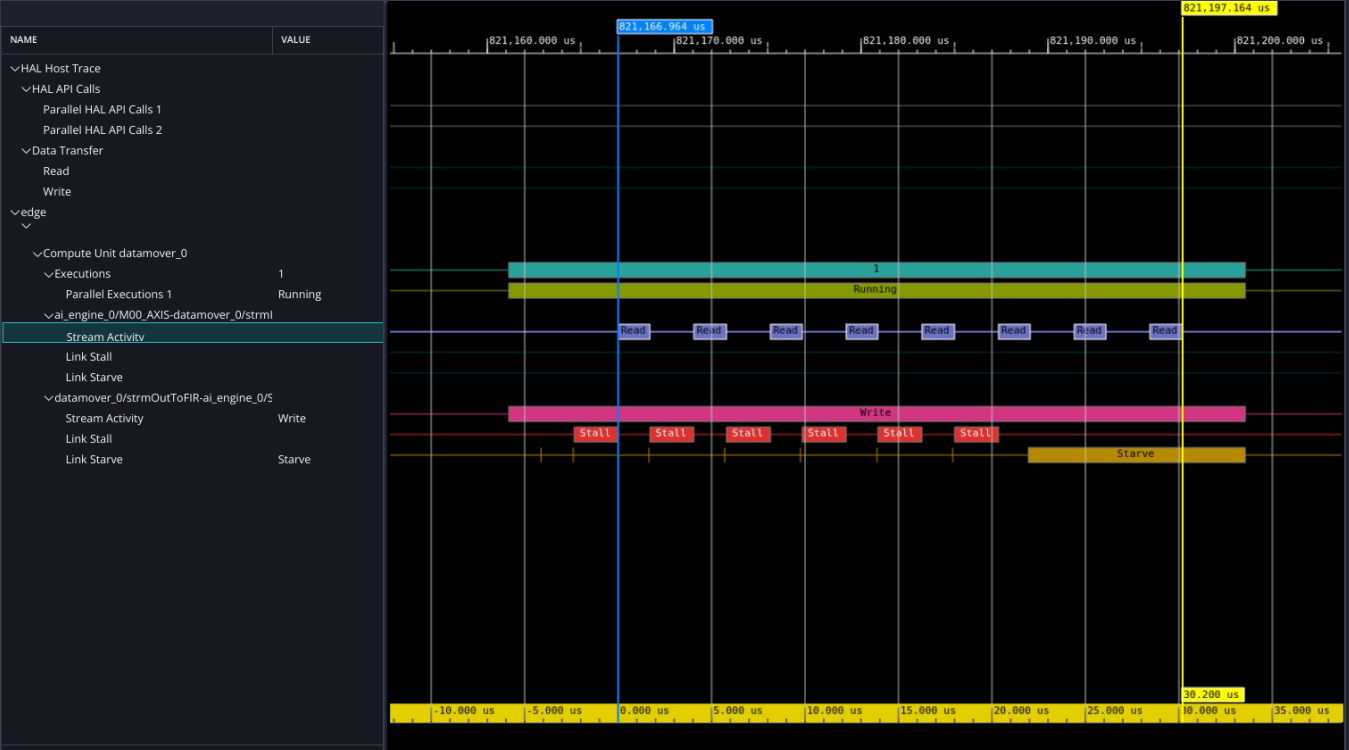 821,197.164 us
821,166.964 us
NAME VALUE
821,160.000 us 821,170.000 us 821,180.000 us 821,190.000 us 821,200.000 us
HAL Host Trace
HAL API Calls
Parallel HAL API Calls 1
Parallel HAL API Calls 2
Data Transfer
Read
Write
edge
Compute Unit datamover_0
Executions 1 1
Parallel Executions 1 Running Running
ai_engine_0/M00_AXIS-datamover_0/strmI
Stream Activity Read Read Read Read Read Read Read Read
Link Stall
Link Starve
datamover_0/strmOutToFIR-ai_engine_0/S
Stream Activity Write Write
Link Stall Stall Stall Stall Stall Stall Stall
Link Starve Starve Starve
30.200 us
-10.000 us -5.000 us 0.000 us 5.000 us 10.000 us 15.000 us 20.000 us 25.000 us 30.000 us 35.000 us